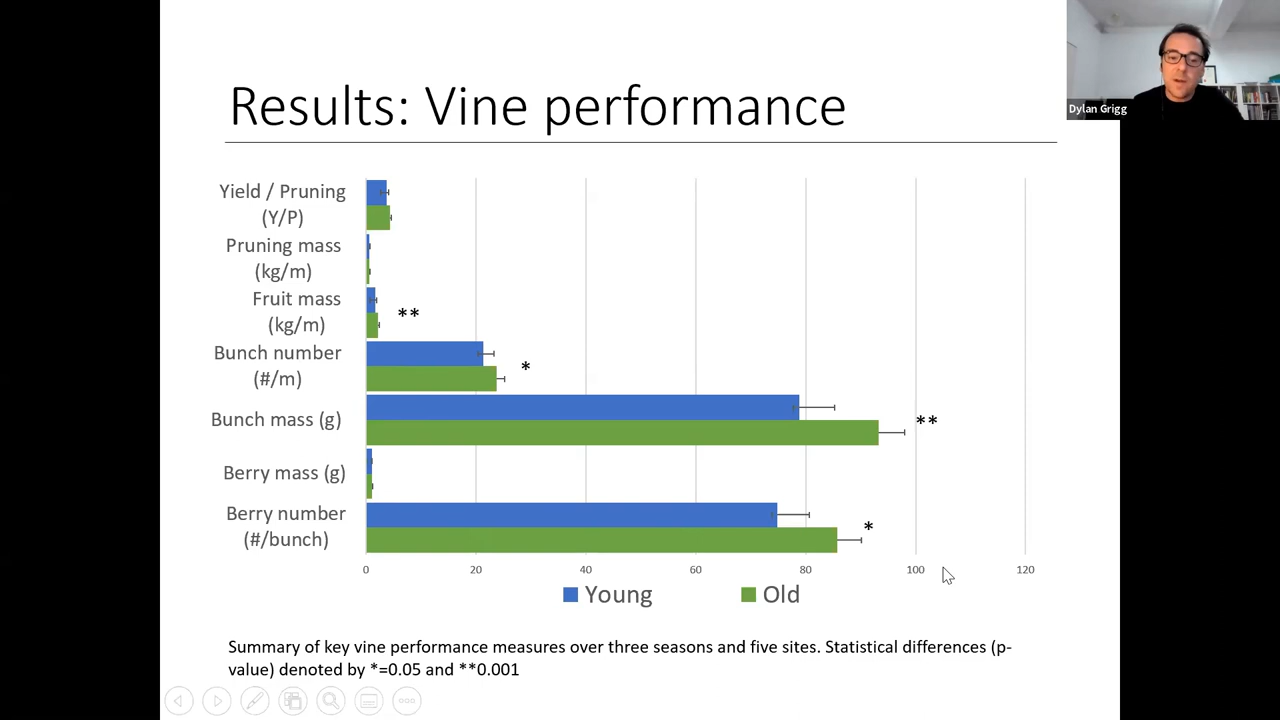 Results: Vine performance
Dylan Grigg
Yield / Pruning
(Y/P)
Pruning mass
(kg/m)
Fruit mass
(kg/m)
**
Bunch number
(#/m)
*
Bunch mass (g)
**
Berry mass (g)
Berry number
(#/bunch)
*
0 20 40 60 80 100 120
Young Old
Summary of key vine performance measures over three seasons and five sites. Statistical differences (p-
value) denoted by *=0.05 and **0.001